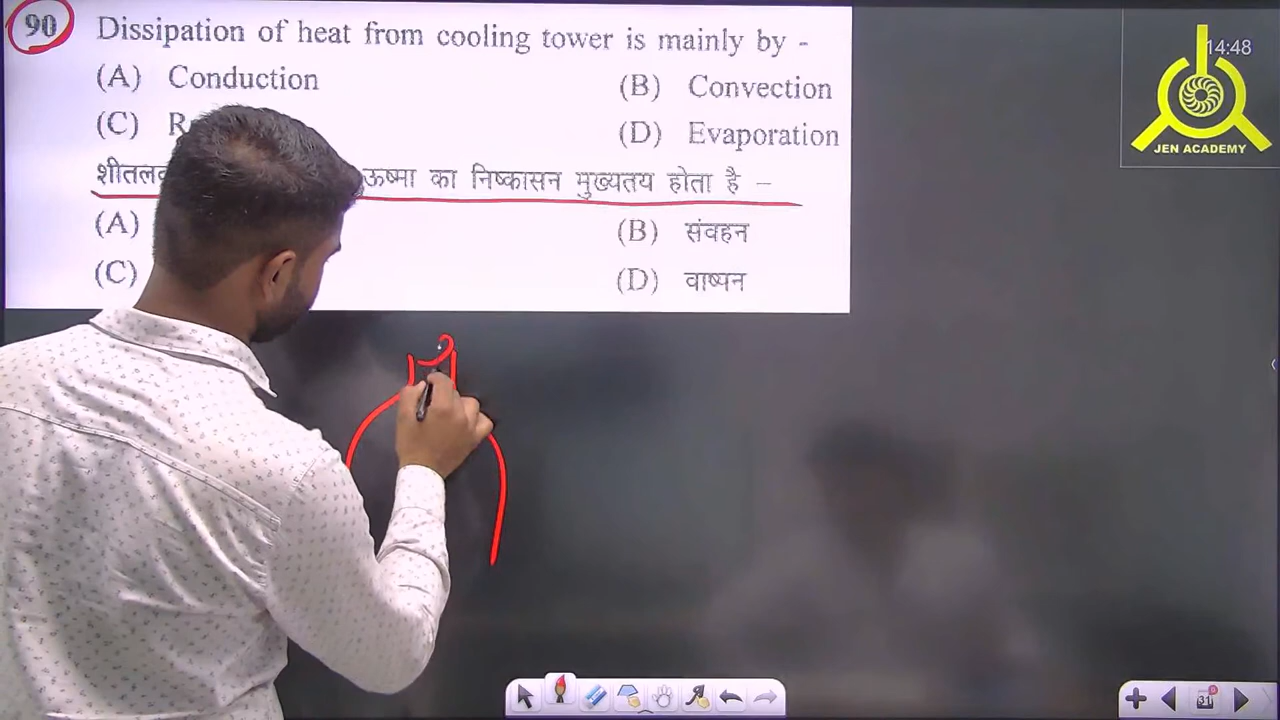 90 Dissipation of heat from cooling tower is mainly by -
(A) Conduction (B) Convection
(C) (D) Evaporation
ऊष्मा का निष्कासन मुख्यतय होता है –
(A) (B) संवहन
(C) (D) वाष्पन
14:48
JEN ACADEMY
31